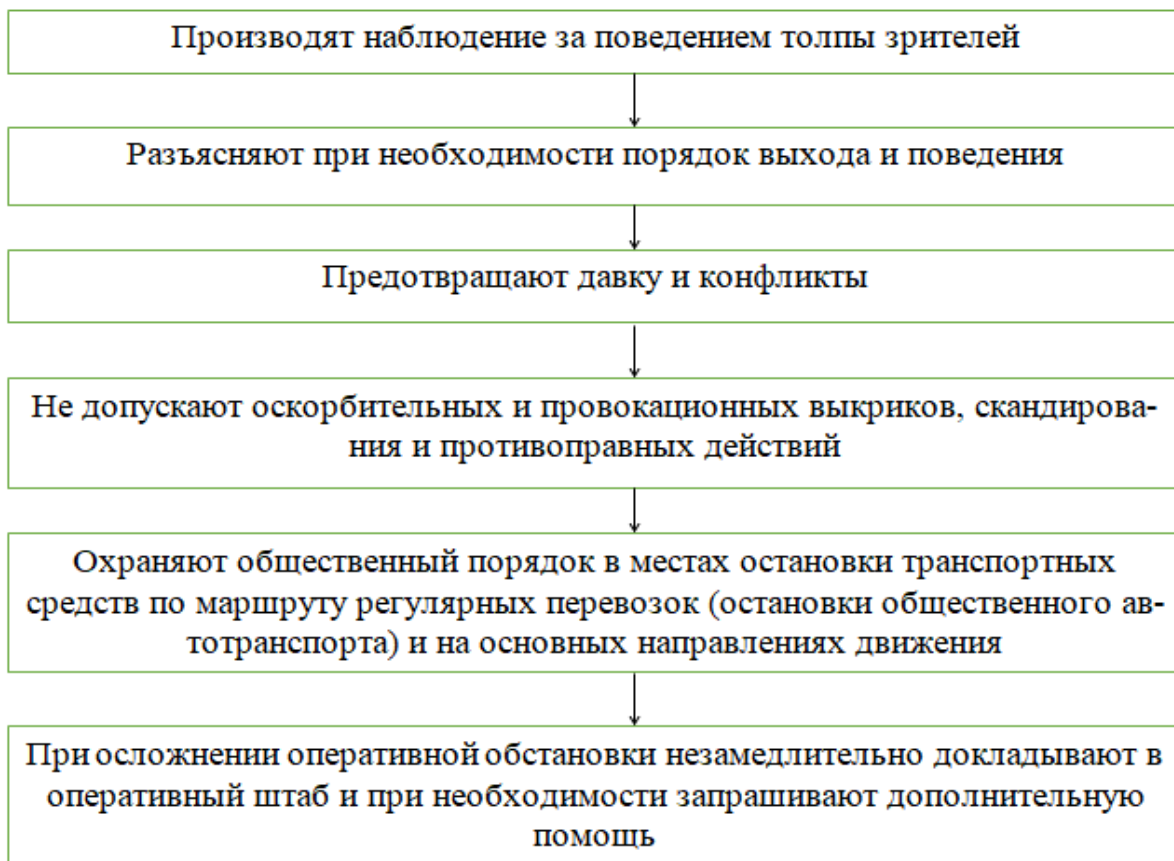 Производят наблюдение за поведением толпы зрителей
Разъясняют при необходимости порядок выхода и поведения
Предотвращают давку и конфликты
Не допускают оскорбительных и провокационных выкриков, скандирова-
ния и противоправных действий
Охраняют общественный порядок в местах остановки транспортных
средств по маршруту регулярных перевозок (остановки общественного ав-
тотранспорта) и на основных направлениях движения
При осложнении оперативной обстановки незамедлительно докладывают в
оперативный штаб и при необходимости запрашивают дополнительную
помощь